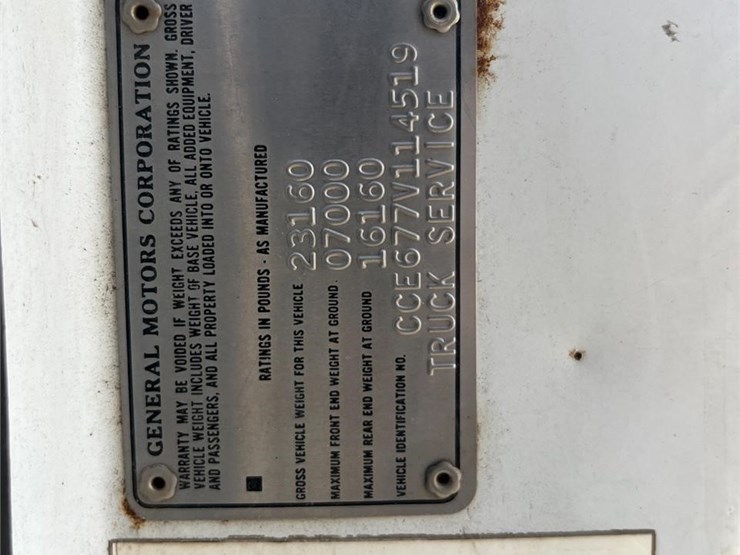 GENERAL MOTORS CORPORATION
WARRANTY MAY BE VOIDED IF WEIGHT EXCEEDS ANY OF RATINGS SHOWN. GROSS
VEHICLE WEIGHT INCLUDES WEIGHT OF BASE VEHICLE, ALL ADDED EQUIPMENT, DRIVER
AND PASSENGERS, AND ALL PROPERTY LOADED INTO OR ONTO VEHICLE.
RATINGS IN POUNDS - AS MANUFACTURED
GROSS VEHICLE WEIGHT FOR THIS VEHICLE 23160
MAXIMUM FRONT END WEIGHT AT GROUND. 07000
MAXIMUM REAR END WEIGHT AT GROUND 16160
VEHICLE IDENTIFICATION NO. CCE677V114519
TRUCK SERVICE